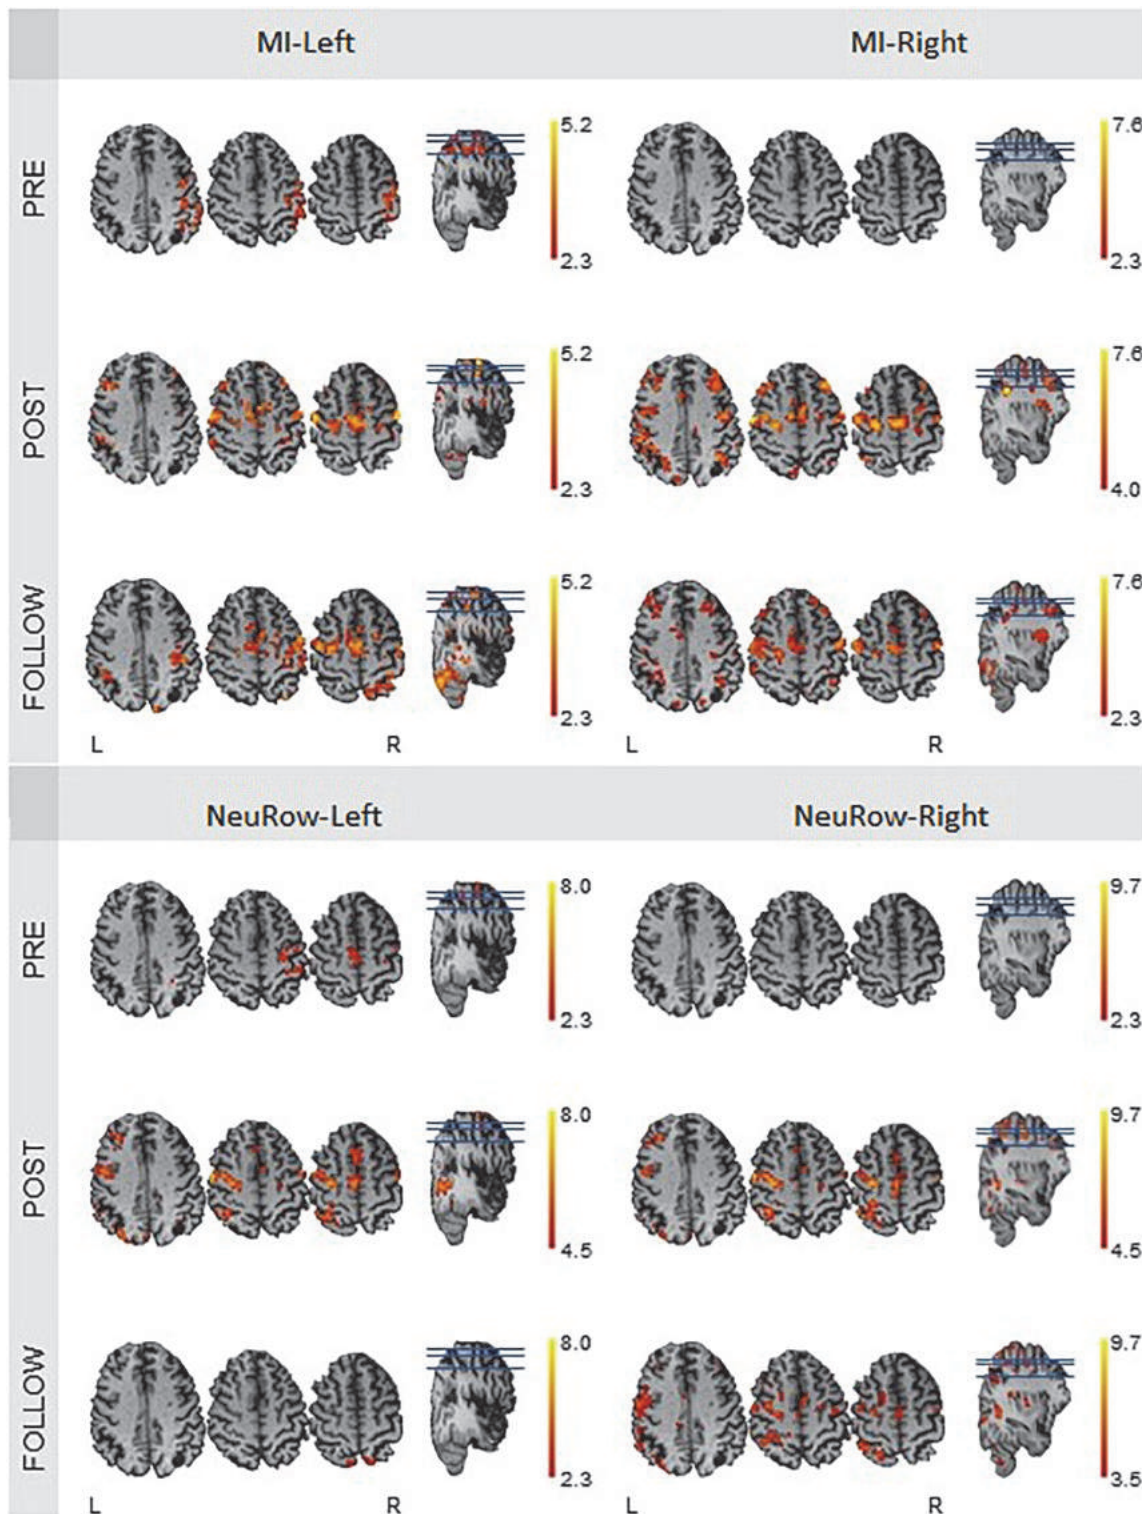 MI-Left MI-Right
PRE
5.2 7.6
2.3 2.3
POST
5.2 7.6
2.3 4.0
FOLLOW
5.2 7.6
2.3 2.3
L R L R
NeuRow-Left NeuRow-Right
PRE
8.0 9.7
2.3 2.3
POST
8.0 9.7
4.5 4.5
FOLLOW
8.0 9.7
2.3 3.5
L R L R